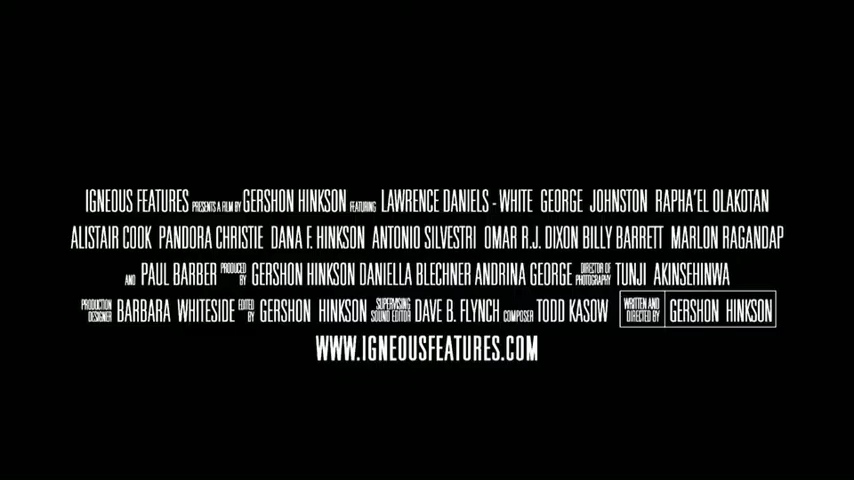 IGNEOUS FEATURES PRESENTS A FILM BY GERSHON HINKSON FEATURING LAWRENCE DANIELS - WHITE GEORGE JOHNSTON RAPHA'EL OLAKOTAN
ALISTAIR COOK PANDORA CHRISTIE DANA F. HINKSON ANTONIO SILVESTRI OMAR R.J. DIXON BILLY BARRETT MARLON RAGANDAP
AND PAUL BARBER PRODUCED BY GERSHON HINKSON DANIELLA BLECHNER ANDRINA GEORGE DIRECTOR OF PHOTOGRAPHY TUNJI AKINSEHINWA
PRODUCTION DESIGNER BARBARA WHITESIDE EDITED BY GERSHON HINKSON SUPERVISING SOUND EDITOR DAVE B. FLYNCH COMPOSER TODD KASOW WRITTEN AND DIRECTED BY GERSHON HINKSON
WWW.IGNEOUSFEATURES.COM